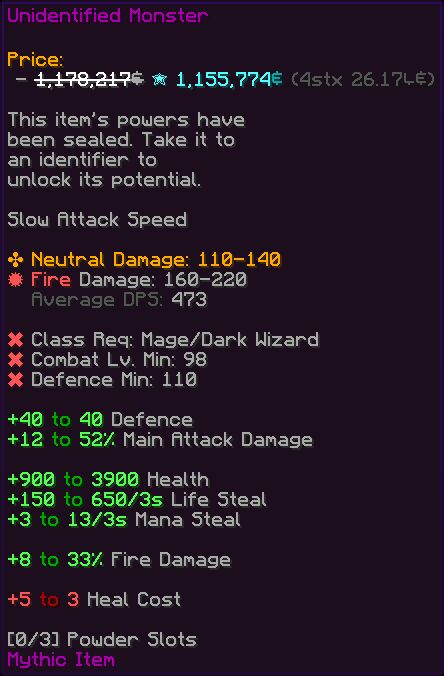 Unidentified Monster
Price:
- 1,178,217² ✮ 1,155,774² (4stx 26.17L²)
This item's powers have
been sealed. Take it to
an identifier to
unlock its potential.
Slow Attack Speed
✤ Neutral Damage: 110-140
✹ Fire Damage: 160-220
Average DPS: 473
✖ Class Req: Mage/Dark Wizard
✖ Combat Lv. Min: 98
✖ Defence Min: 110
+40 to 40 Defence
+12 to 52% Main Attack Damage
+900 to 3900 Health
+150 to 650/3s Life Steal
+3 to 13/3s Mana Steal
+8 to 33% Fire Damage
+5 to 3 Heal Cost
[0/3] Powder Slots
Mythic Item